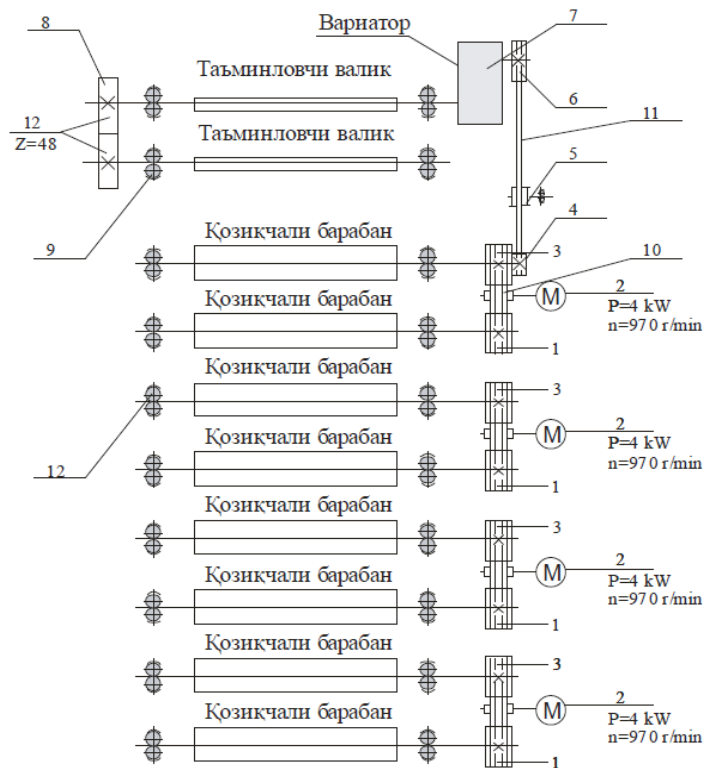 8
Вариатор
7
Таъминловчи валик
6
12
Z=48
11
Таъминловчи валик
5
4
9
Қозиқчали барабан
3
10
2
P=4 kW
n=970 r/min
М
Қозиқчали барабан
1
Қозиқчали барабан
3
12
2
P=4 kW
n=970 r/min
М
Қозиқчали барабан
1
Қозиқчали барабан
3
2
P=4 kW
n=970 r/min
М
Қозиқчали барабан
1
Қозиқчали барабан
3
2
P=4 kW
n=970 r/min
М
Қозиқчали барабан
1